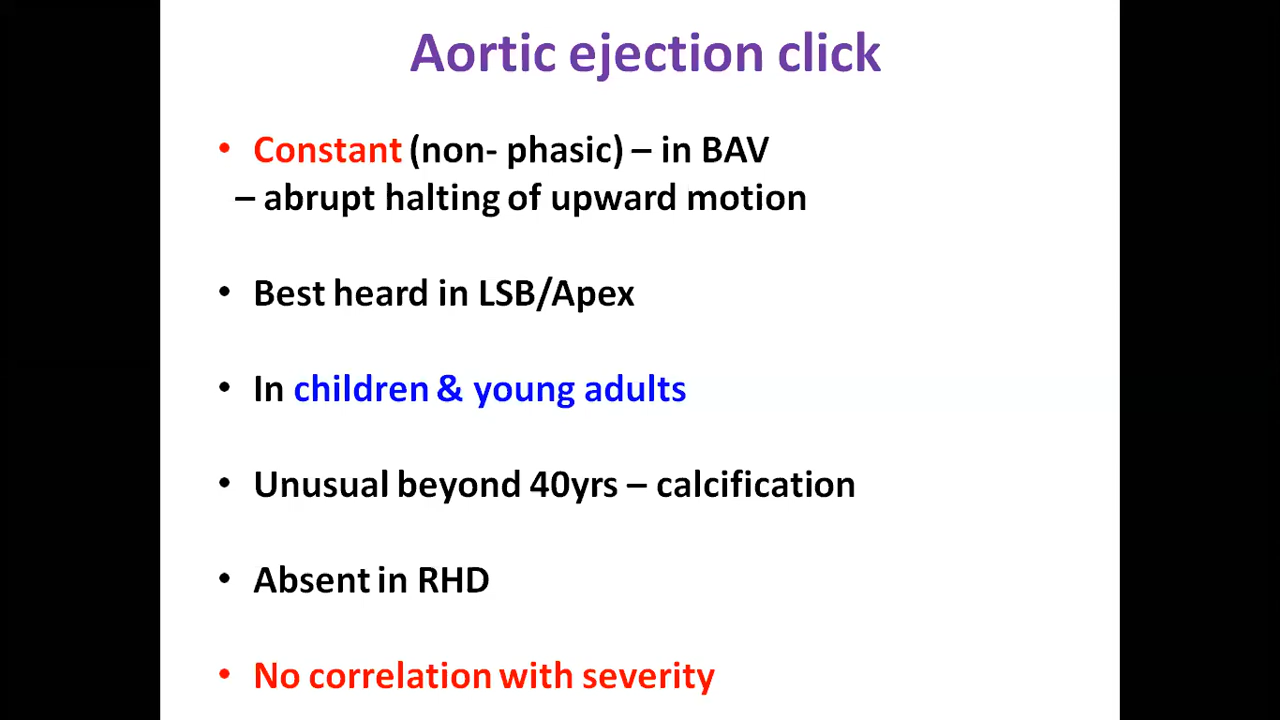 Aortic ejection click
• Constant (non- phasic) – in BAV
– abrupt halting of upward motion
• Best heard in LSB/Apex
• In children & young adults
• Unusual beyond 40yrs – calcification
• Absent in RHD
• No correlation with severity